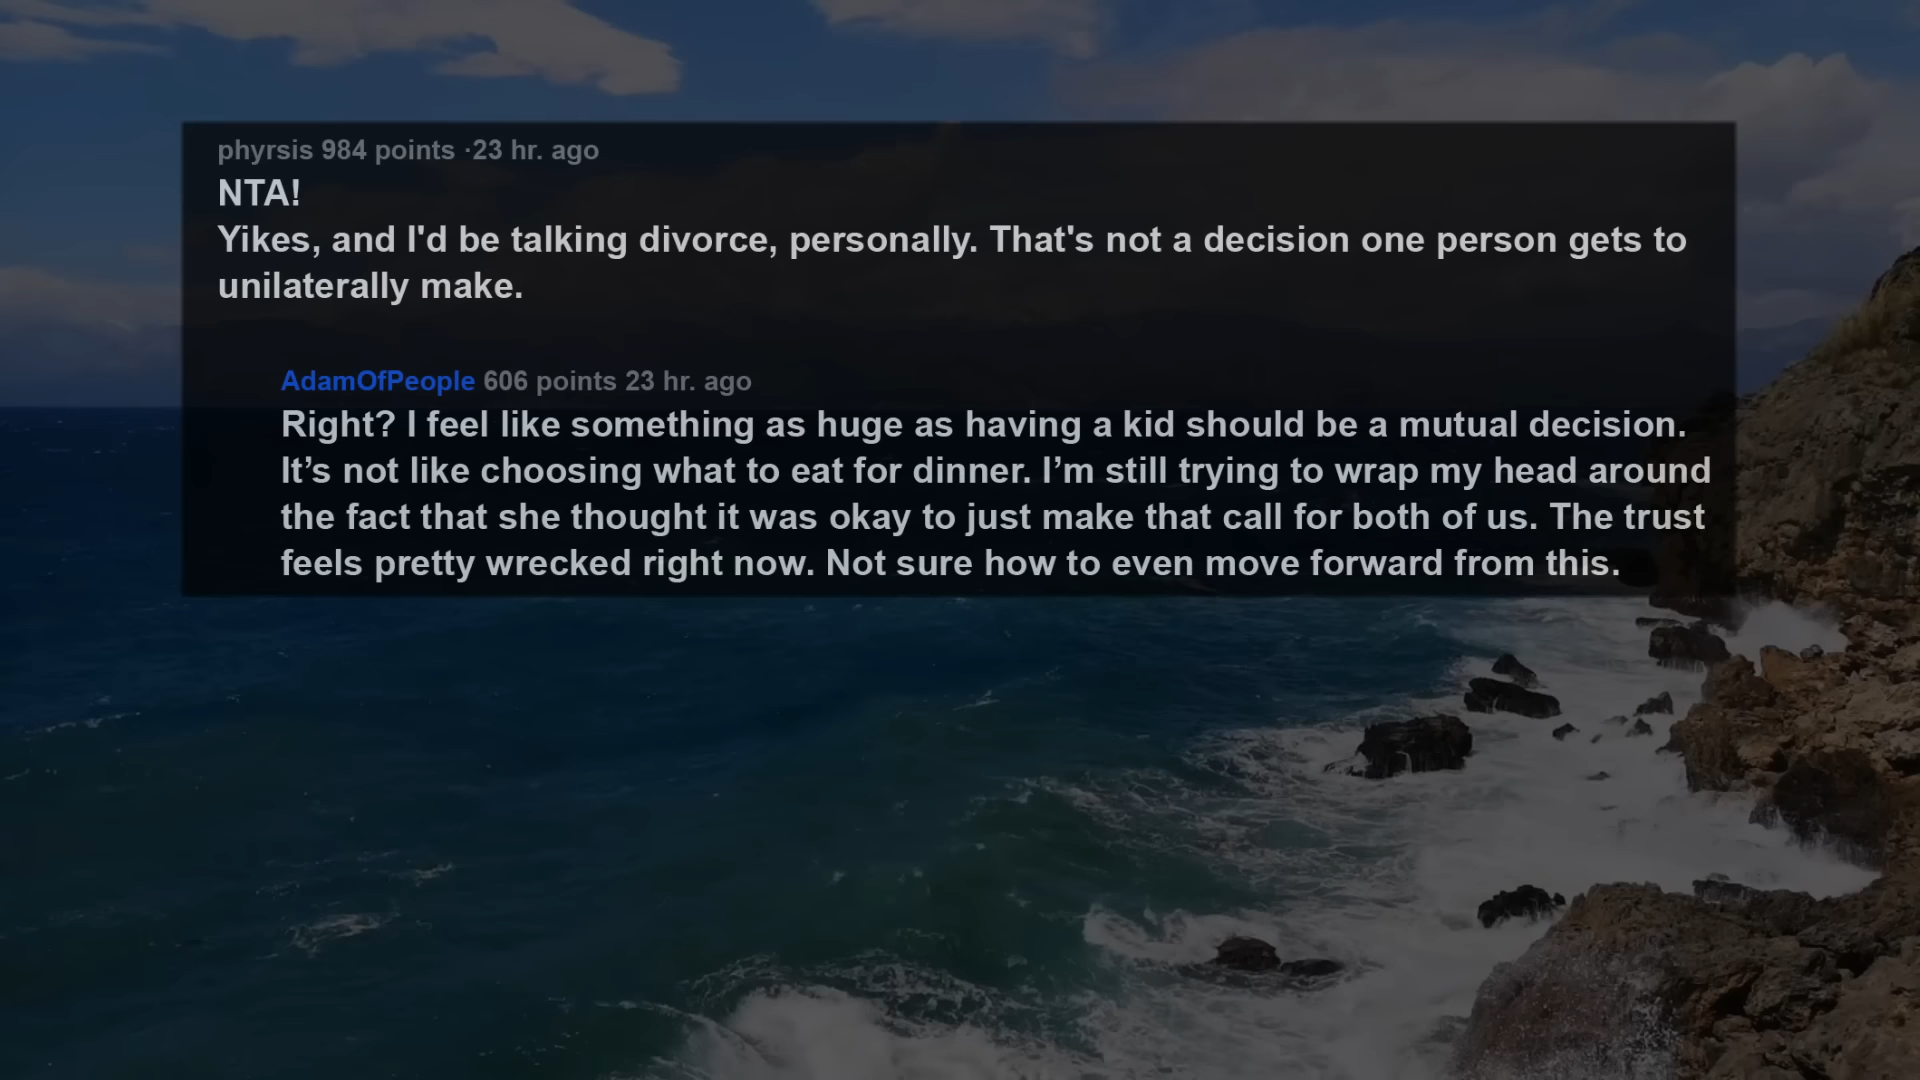 phyrsis 984 points ·23 hr. ago
NTA!
Yikes, and I'd be talking divorce, personally. That's not a decision one person gets to
unilaterally make.
AdamOfPeople 606 points 23 hr. ago
Right? I feel like something as huge as having a kid should be a mutual decision.
It’s not like choosing what to eat for dinner. I’m still trying to wrap my head around
the fact that she thought it was okay to just make that call for both of us. The trust
feels pretty wrecked right now. Not sure how to even move forward from this.